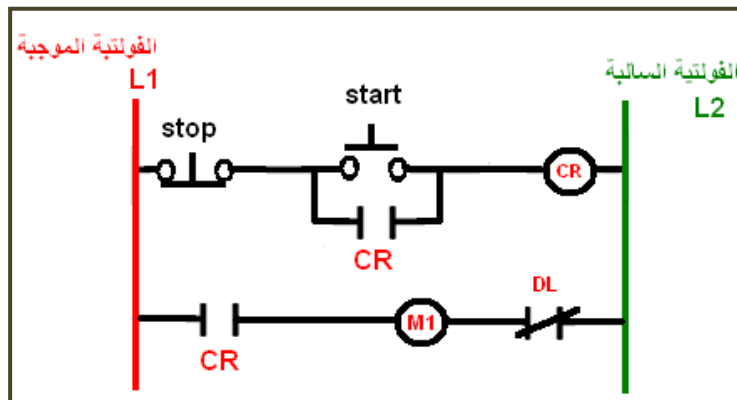 الفولتية الموجبة
L1
الفولتية السالبة
L2
start
stop
CR
CR
DL
M1
CR